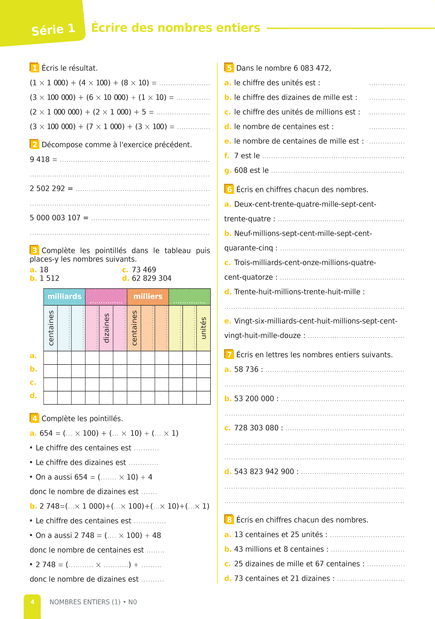 Série 1
Écrire des nombres entiers
1 Écris le résultat.
(1 × 1 000) + (4 × 100) + (8 × 10) = ....................
(3 × 100 000) + (6 × 10 000) + (1 × 10) = ..............
(2 × 1 000 000) + (2 × 1 000) + 5 = ....................
(3 × 100 000) + (7 × 1 000) + (3 × 100) = .............
2 Décompose comme à l'exercice précédent.
9 418 = ............................................................
............................................................
2 502 292 = .....................................................
............................................................
5 000 003 107 = ...............................................
............................................................
3 Complète les pointillés dans le tableau puis
places-y les nombres suivants.
a. 18
c. 73 469
b. 1 512
d. 62 829 304
milliards
..............
milliers
..............
centaines
dizaines
centaines
unités
a.
b.
c.
d.
4 Complète les pointillés.
a. 654 = (... × 100) + (... × 10) + (... × 1)
• Le chiffre des centaines est ..........
• Le chiffre des dizaines est ............
• On a aussi 654 = (....... × 10) + 4
donc le nombre de dizaines est .......
b. 2 748=(...×1 000)+(...×100)+(...×10)+(...×1)
• Le chiffre des centaines est .............
• On a aussi 2 748 = (.... × 100) + 48
donc le nombre de centaines est ........
• 2 748 = (.......... × ..........) + ........
donc le nombre de dizaines est .........
5 Dans le nombre 6 083 472,
a. le chiffre des unités est : ..............
b. le chiffre des dizaines de mille est : ..............
c. le chiffre des unités de millions est : ..............
d. le nombre de centaines est : ..............
e. le nombre de centaines de mille est : ..............
f. 7 est le .......................................................
g. 608 est le ...................................................
6 Écris en chiffres chacun des nombres.
a. Deux-cent-trente-quatre-mille-sept-cent-
trente-quatre : ................................................
b. Neuf-millions-sept-cent-mille-sept-cent-
quarante-cinq : ................................................
c. Trois-milliards-cent-onze-millions-quatre-
cent-quatorze : ................................................
d. Trente-huit-millions-trente-huit-mille :
............................................................
e. Vingt-six-milliards-cent-huit-millions-sept-cent-
vingt-huit-mille-douze : ....................................
7 Écris en lettres les nombres entiers suivants.
a. 58 736 : .....................................................
............................................................
b. 53 200 000 : ................................................
............................................................
c. 728 303 080 : ..............................................
............................................................
............................................................
d. 543 823 942 900 : ........................................
............................................................
............................................................
8 Écris en chiffres chacun des nombres.
a. 13 centaines et 25 unités : .............................
b. 43 millions et 8 centaines : ............................
c. 25 dizaines de mille et 67 centaines : ..............
d. 73 centaines et 21 dizaines : ..........................
4 NOMBRES ENTIERS (1) • N0